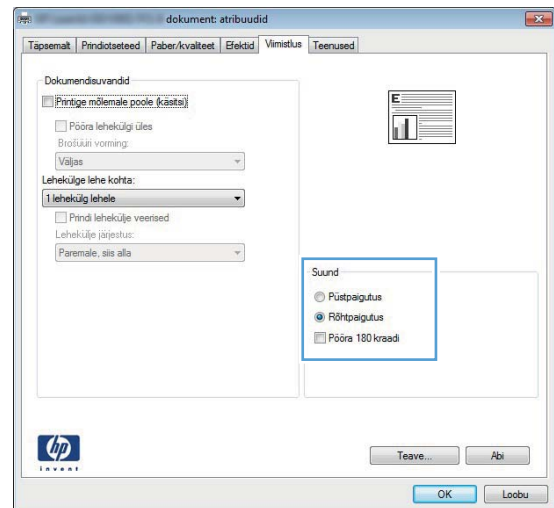 dokument: atribuudid
Täpsemalt Prindiotseteed Paber/kvaliteet Efektid Viimistlus Teenused
Dokumendisuvandid
Printige mõlemale poole (käsitsi)
Pööra lehekülgi üles
Brošüüri vorming:
Väljas
Lehekülge lehe kohta:
1 lehekülg lehele
Prindi lehekülje veerised
Lehekülje järjestus:
Paremale, siis alla
E
Suund
Püstpaigutus
Rõhtpaigutus
Pööra 180 kraadi
hp
invent
Teave... Abi
OK Loobu